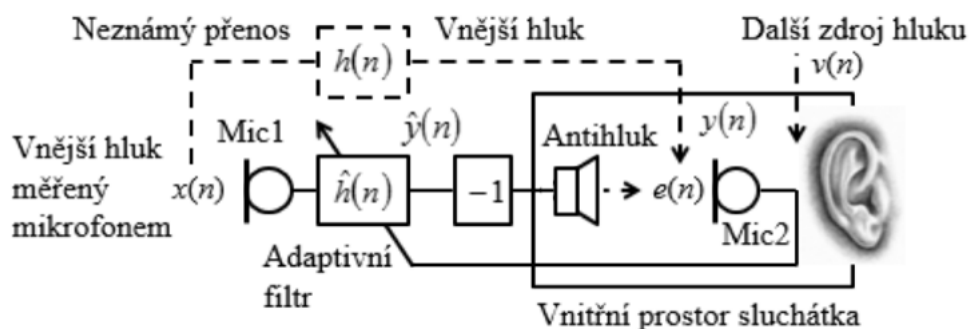 Neznámý přenos
h(n)
Vnější hluk
Další zdroj hluku
v(n)
Mic1
ŷ(n)
Antihluk
y(n)
Vnější hluk
měřený
mikrofonem
x(n)
ĥ(n)
−1
e(n)
Mic2
Adaptivní
filtr
Vnitřní prostor sluchátka